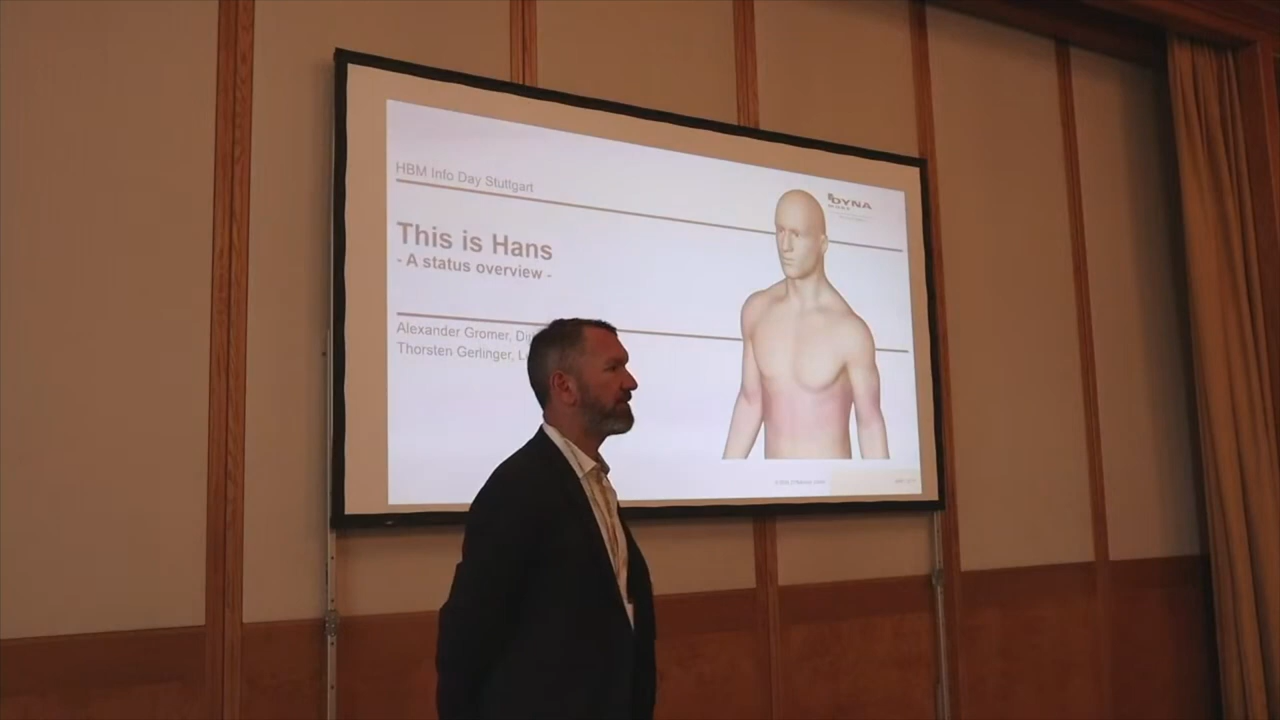 HBM Info Day Stuttgart
DYNA
This is Hans
- A status overview -
Alexander Gromer,
Thorsten Gerlinger,